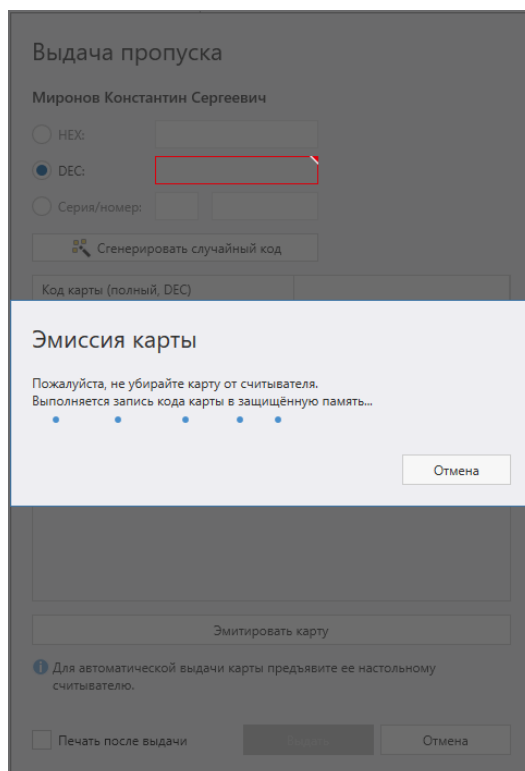 Выдача пропуска
Миронов Константин Сергеевич
HEX:
DEC:
Серия/номер:
Сгенерировать случайный код
Код карты (полный, DEC)
Эмиссия карты
Пожалуйста, не убирайте карту от считывателя.
Выполняется запись кода карты в защищённую память...
Отмена
Эмитировать карту
Для автоматической выдачи карты предъявите ее настольному
считывателю.
Печать после выдачи
Отмена